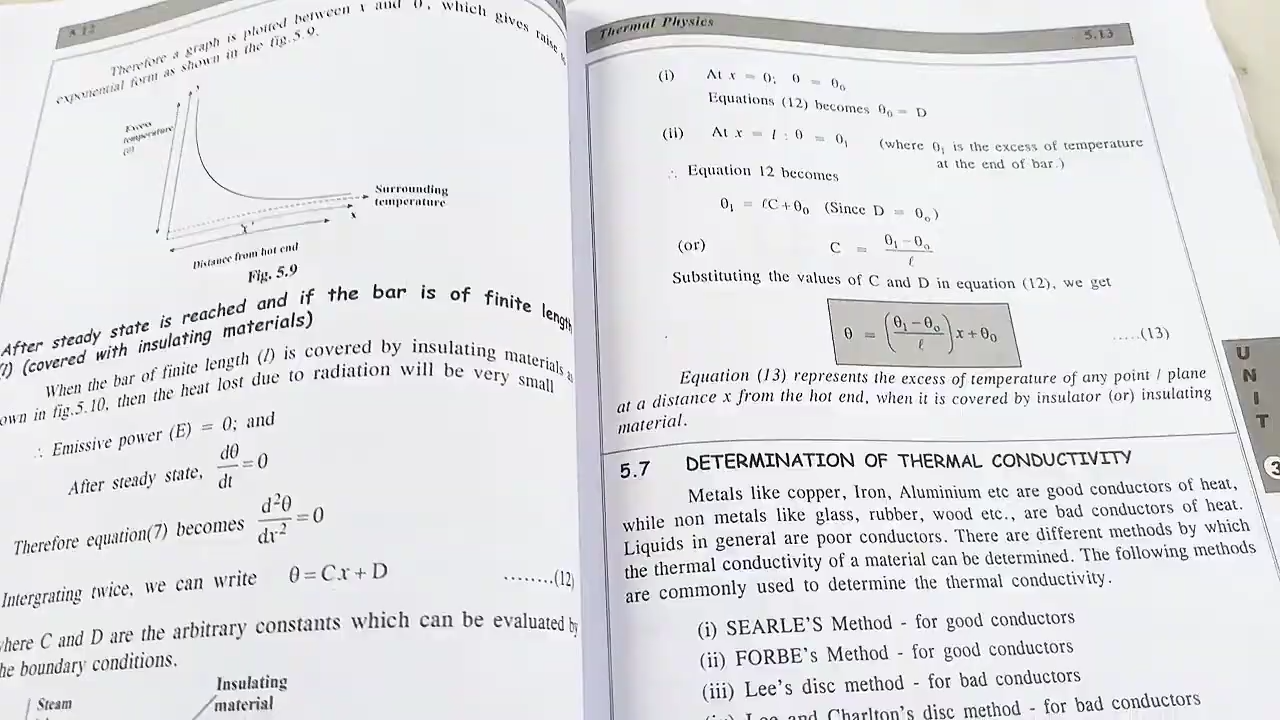 5.12
Therefore a graph is plotted between x and θ, which gives raise
exponential form as shown in the fig.5.9.
Excess
temperature
(θ)
Surrounding
temperature
x
x
Distance from hot end
Fig. 5.9
After steady state is reached and if the bar is of finite length
(l) (covered with insulating materials)
When the bar of finite length (l) is covered by insulating materials
own in fig.5.10, then the heat lost due to radiation will be very small
∴ Emissive power (E) = 0; and
After steady state, dθ/dt = 0
Therefore equation(7) becomes d²θ/dx² = 0
Intergrating twice, we can write θ = Cx + D ........(12)
here C and D are the arbitrary constants which can be evaluated by
he boundary conditions.
Steam
Insulating
material
Thermal Physics 5.13
(i) At x = 0; θ = θ₀
Equations (12) becomes θ₀ = D
(ii) At x = l : θ = θ₁ (where θ₁ is the excess of temperature
at the end of bar.)
∴ Equation 12 becomes
θ₁ = ℓC+θ₀ (Since D = θ₀)
(or) C = (θ₁ − θ₀)/ℓ
Substituting the values of C and D in equation (12), we get
θ = ((θ₁ − θ₀)/ℓ) x + θ₀ .....(13)
Equation (13) represents the excess of temperature of any point / plane
at a distance x from the hot end, when it is covered by insulator (or) insulating
material.
5.7 DETERMINATION OF THERMAL CONDUCTIVITY
Metals like copper, Iron, Aluminium etc are good conductors of heat,
while non metals like glass, rubber, wood etc., are bad conductors of heat.
Liquids in general are poor conductors. There are different methods by which
the thermal conductivity of a material can be determined. The following methods
are commonly used to determine the thermal conductivity.
(i) SEARLE'S Method - for good conductors
(ii) FORBE's Method - for good conductors
(iii) Lee's disc method - for bad conductors
(iv) Lee and Charlton's disc method - for bad conductors
U
N
I
T
3